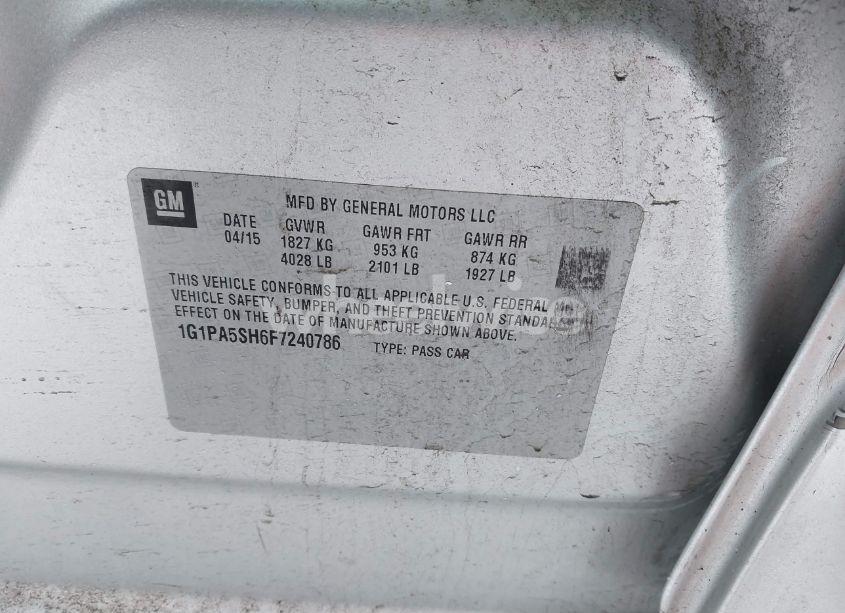 GM
MFD BY GENERAL MOTORS LLC
DATE GVWR GAWR FRT GAWR RR
04/15 1827 KG 953 KG 874 KG
4028 LB 2101 LB 1927 LB
THIS VEHICLE CONFORMS TO ALL APPLICABLE U.S. FEDERAL
VEHICLE SAFETY, BUMPER, AND THEFT PREVENTION STANDARDS
EFFECT ON THE DATE OF MANUFACTURE SHOWN ABOVE.
1G1PA5SH6F7240786 TYPE: PASS CAR